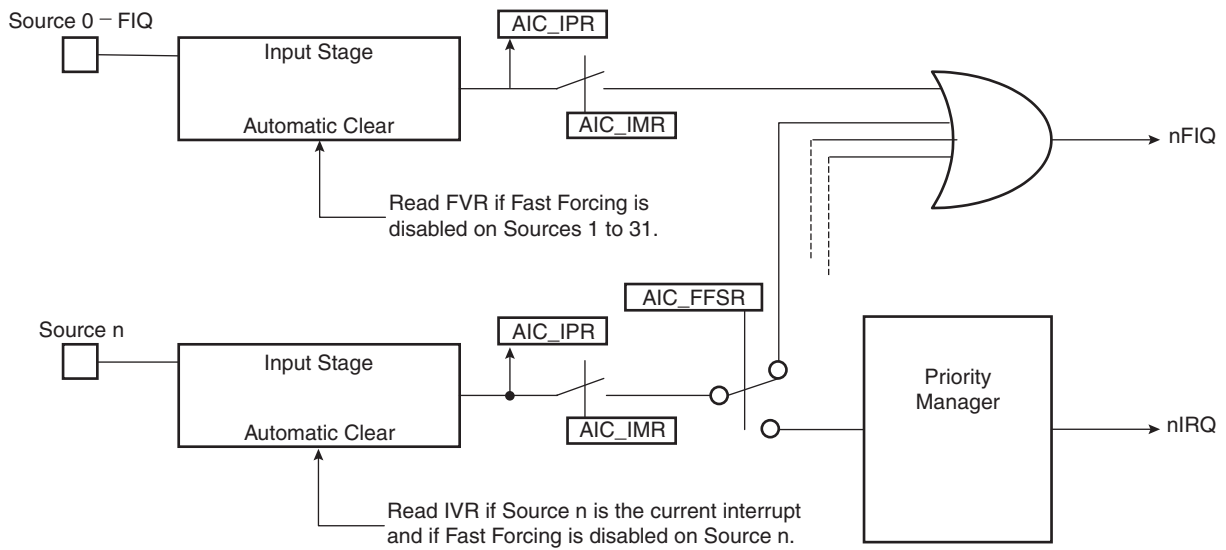 Source 0 – FIQ
AIC_IPR
Input Stage
Automatic Clear
AIC_IMR
nFIQ
Read FVR if Fast Forcing is
disabled on Sources 1 to 31.
AIC_FFSR
Source n
AIC_IPR
Input Stage
Priority
Manager
Automatic Clear
AIC_IMR
nIRQ
Read IVR if Source n is the current interrupt
and if Fast Forcing is disabled on Source n.